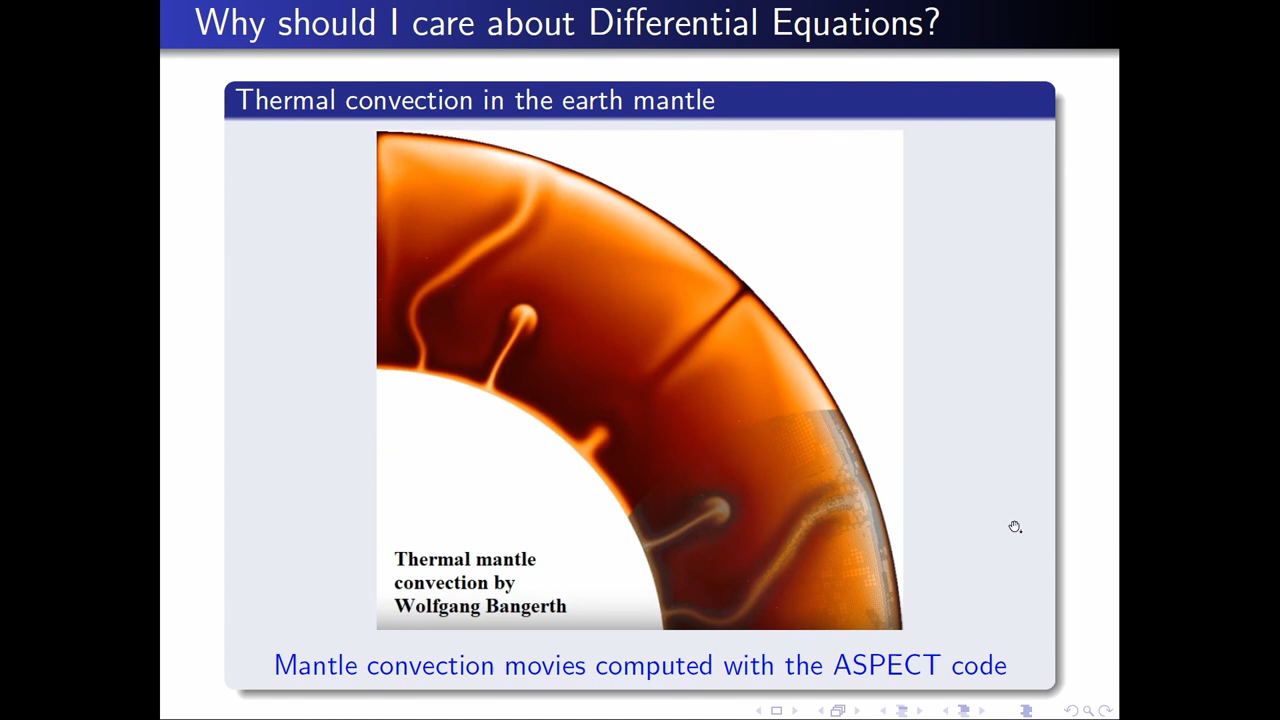 Why should I care about Differential Equations?
Thermal convection in the earth mantle
Thermal mantle
convection by
Wolfgang Bangerth
Mantle convection movies computed with the ASPECT code